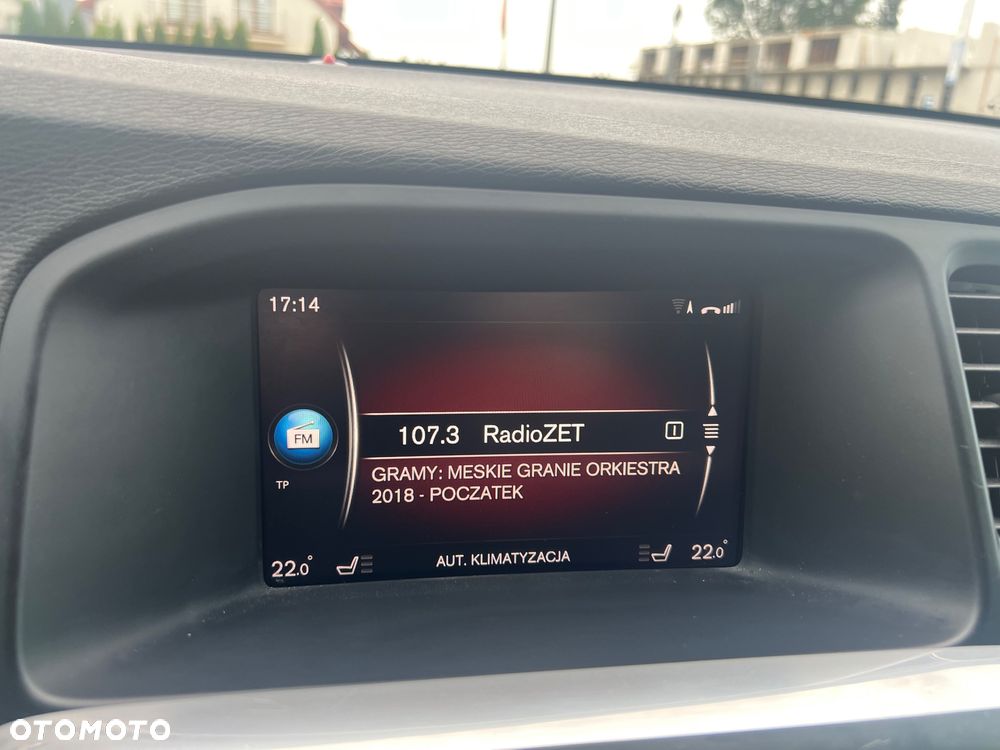 17:14
107.3 RadioZET
FM
GRAMY: MESKIE GRANIE ORKIESTRA
2018 - POCZATEK
TP
22.0° AUT. KLIMATYZACJA 22.0°
OTOMOTO